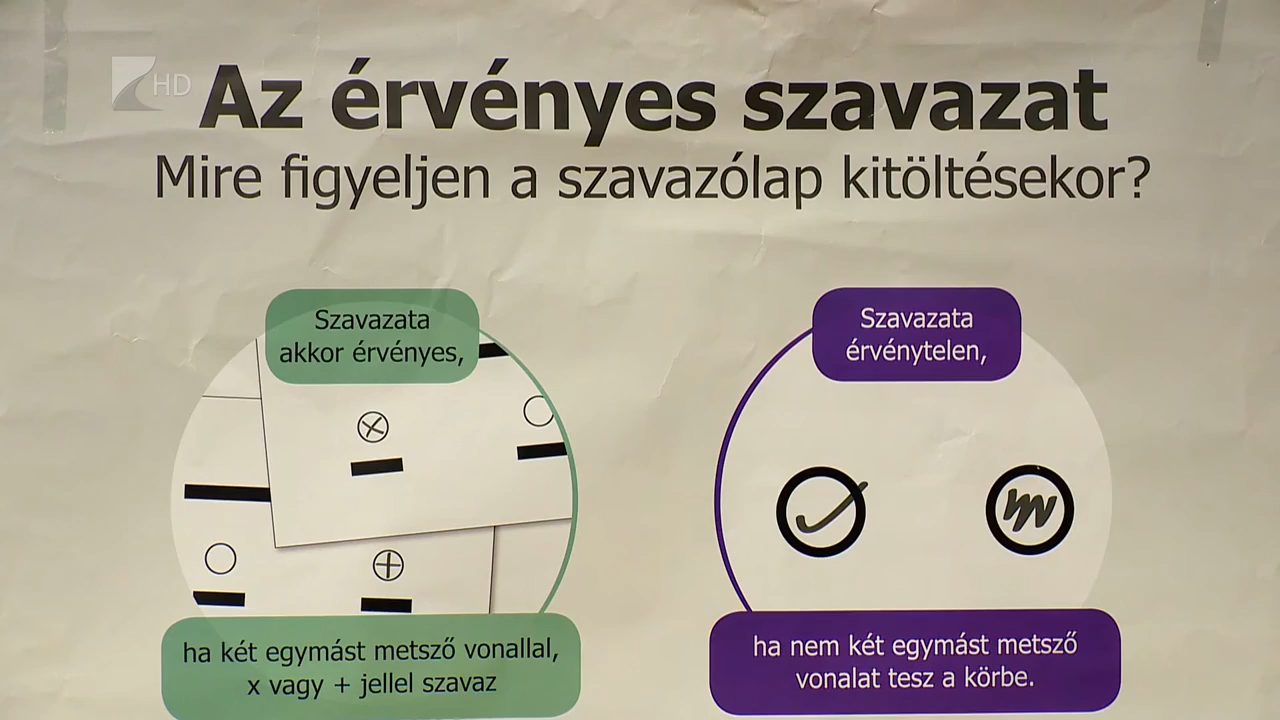 HD
Az érvényes szavazat
Mire figyeljen a szavazólap kitöltésekor?
Szavazata
akkor érvényes,
ha két egymást metsző vonallal,
x vagy + jellel szavaz
Szavazata
érvénytelen,
ha nem két egymást metsző
vonalat tesz a körbe.